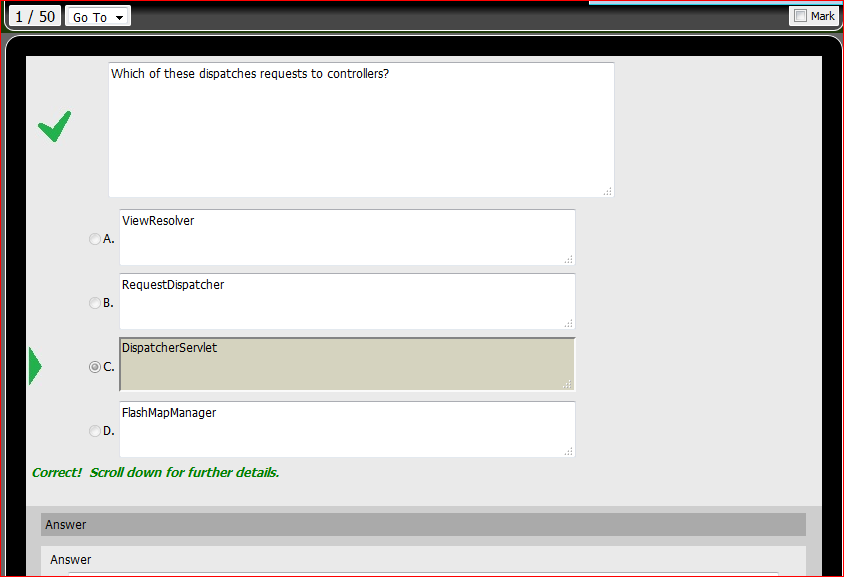 1 / 50 Go To Mark
Which of these dispatches requests to controllers?
A. ViewResolver
B. RequestDispatcher
C. DispatcherServlet
D. FlashMapManager
Correct! Scroll down for further details.
Answer
Answer